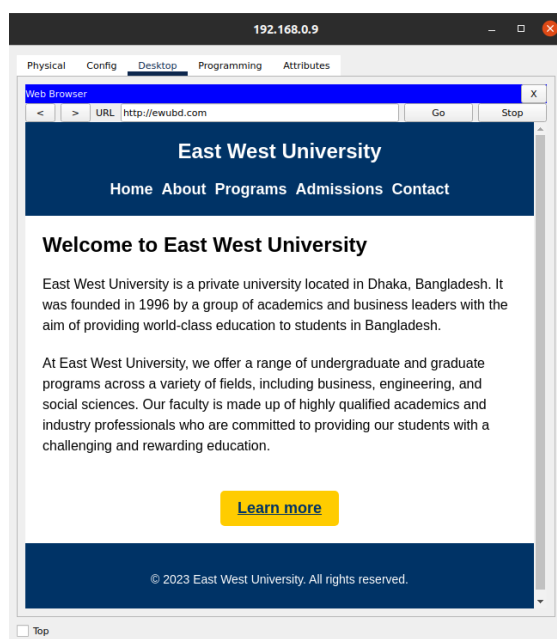 192.168.0.9
Physical Config Desktop Programming Attributes
Web Browser X
< > URL http://ewubd.com Go Stop
East West University
Home About Programs Admissions Contact
Welcome to East West University
East West University is a private university located in Dhaka, Bangladesh. It
was founded in 1996 by a group of academics and business leaders with the
aim of providing world-class education to students in Bangladesh.
At East West University, we offer a range of undergraduate and graduate
programs across a variety of fields, including business, engineering, and
social sciences. Our faculty is made up of highly qualified academics and
industry professionals who are committed to providing our students with a
challenging and rewarding education.
Learn more
© 2023 East West University. All rights reserved.
Top